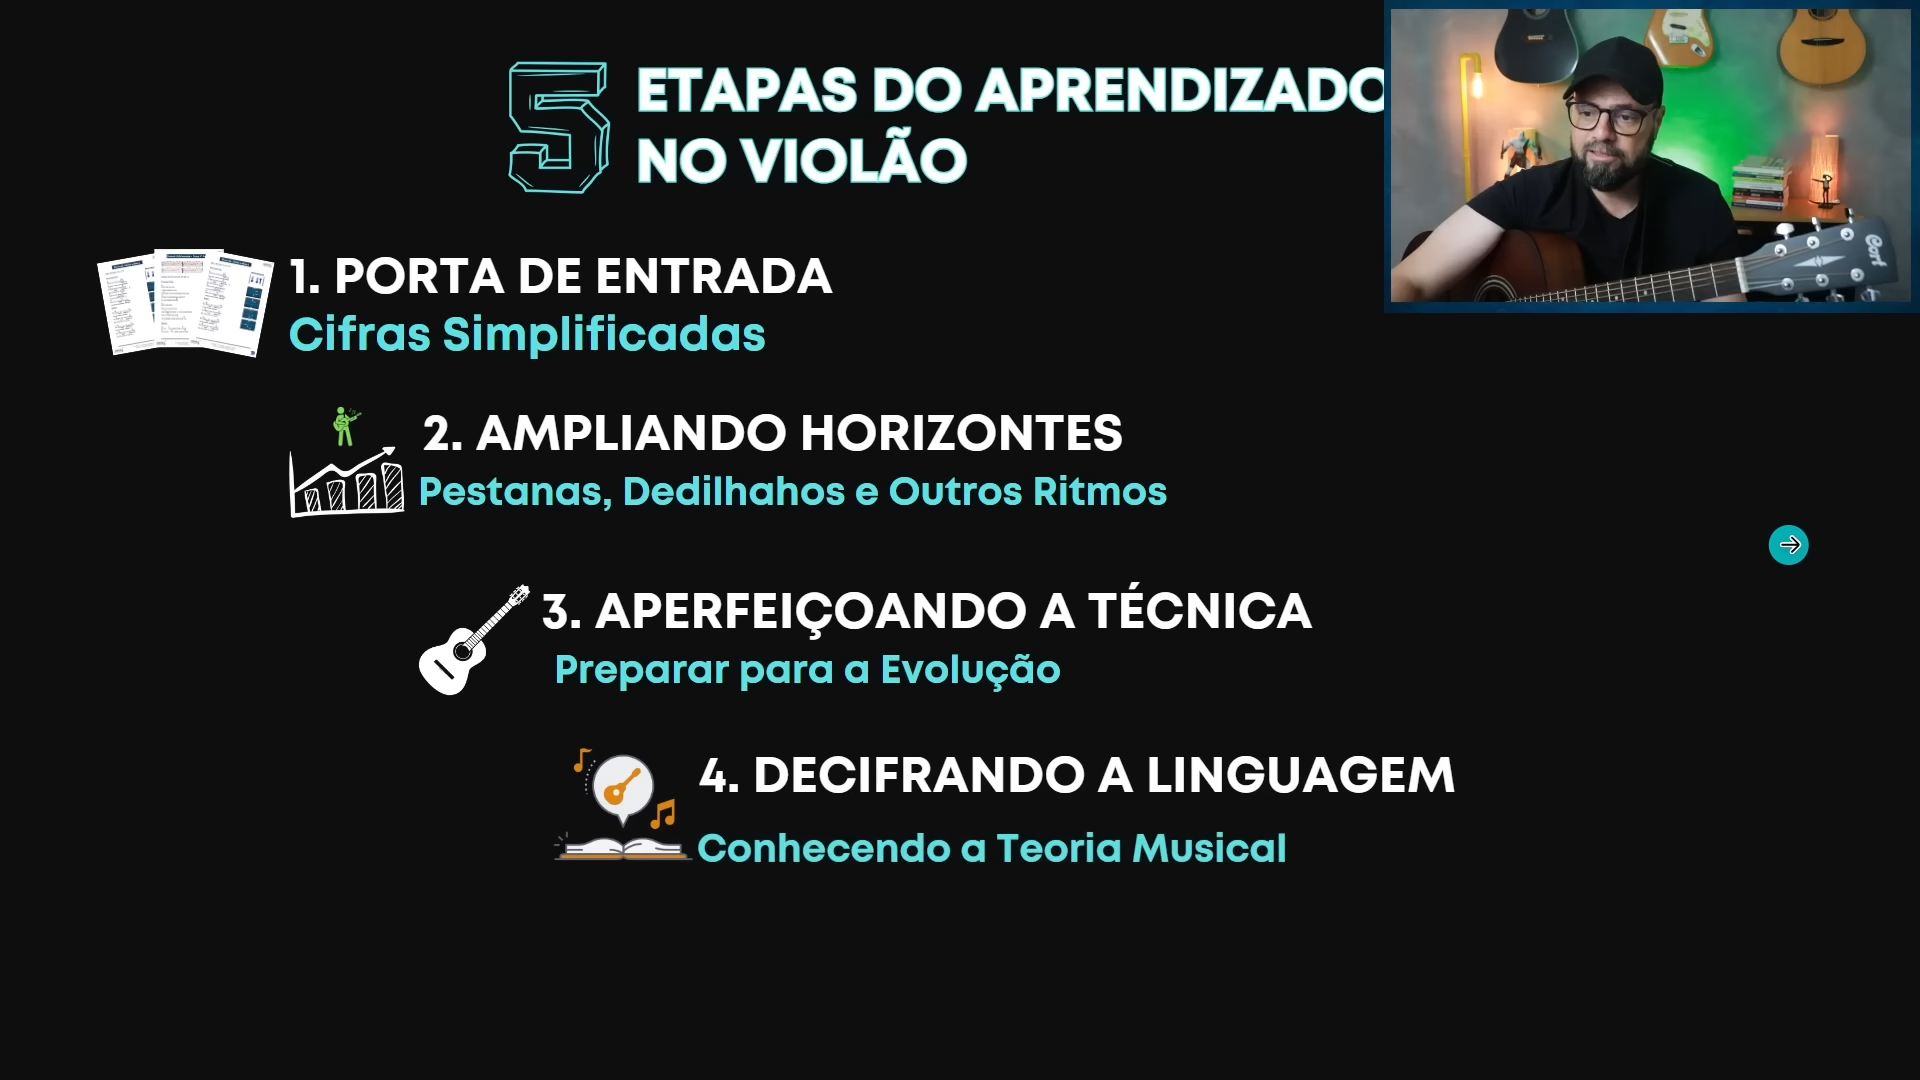 5 ETAPAS DO APRENDIZADO
NO VIOLÃO
1. PORTA DE ENTRADA
Cifras Simplificadas
2. AMPLIANDO HORIZONTES
Pestanas, Dedilhahos e Outros Ritmos
3. APERFEIÇOANDO A TÉCNICA
Preparar para a Evolução
4. DECIFRANDO A LINGUAGEM
Conhecendo a Teoria Musical
Cort